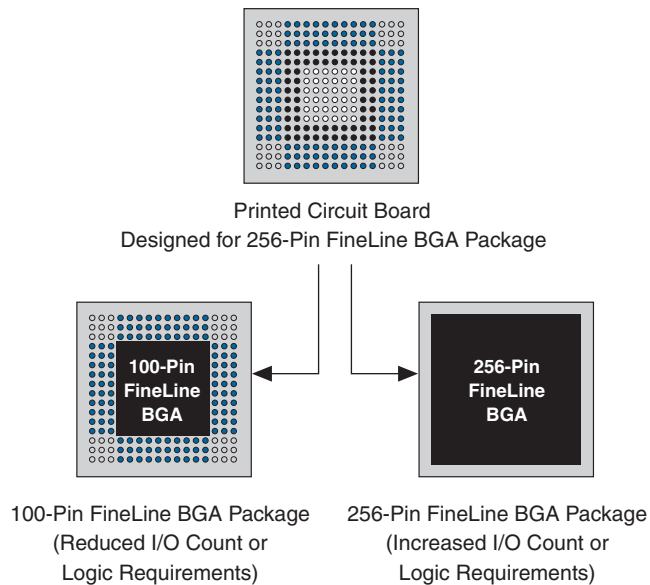 Printed Circuit Board
Designed for 256-Pin FineLine BGA Package
100-Pin
FineLine
BGA
256-Pin
FineLine
BGA
100-Pin FineLine BGA Package
(Reduced I/O Count or
Logic Requirements)
256-Pin FineLine BGA Package
(Increased I/O Count or
Logic Requirements)